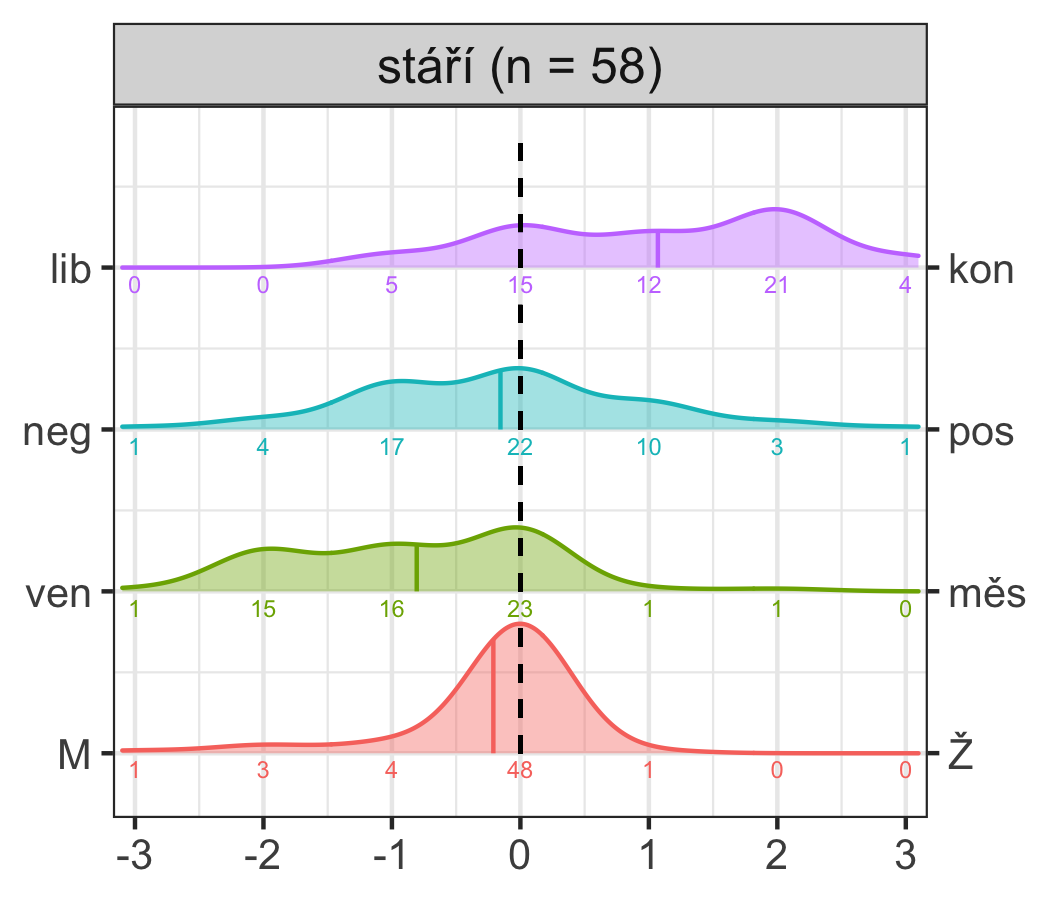 stáří (n = 58)
lib kon
0 0 5 15 12 21 4
neg pos
1 4 17 22 10 3 1
ven měs
1 15 16 23 1 1 0
M Ž
1 3 4 48 1 0 0
-3 -2 -1 0 1 2 3